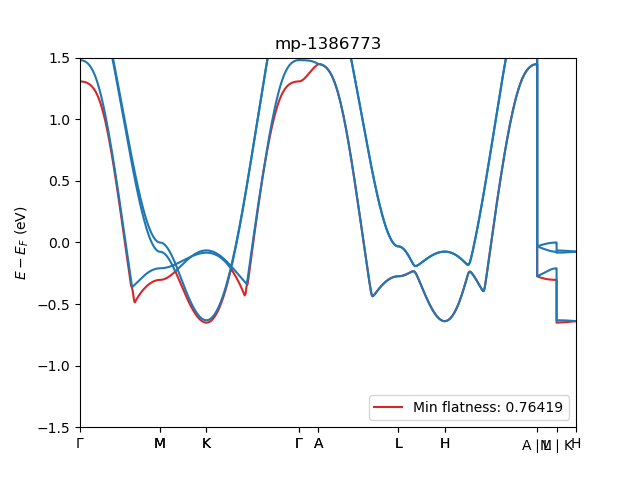 mp-1386773
1.5
1.0
0.5
0.0
−0.5
−1.0
−1.5
E − E_F (eV)
Min flatness: 0.76419
Γ M K Γ A L H A | L | K H